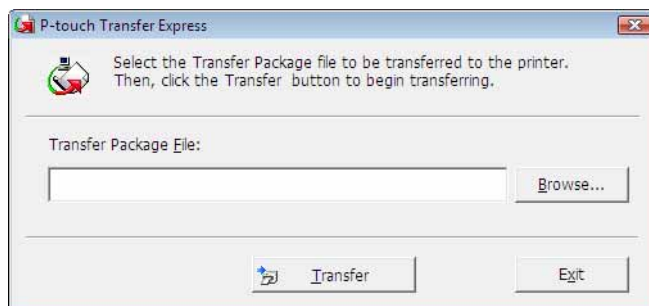 P-touch Transfer Express
Select the Transfer Package file to be transferred to the printer.
Then, click the Transfer button to begin transferring.
Transfer Package File:
Browse...
Transfer
Exit